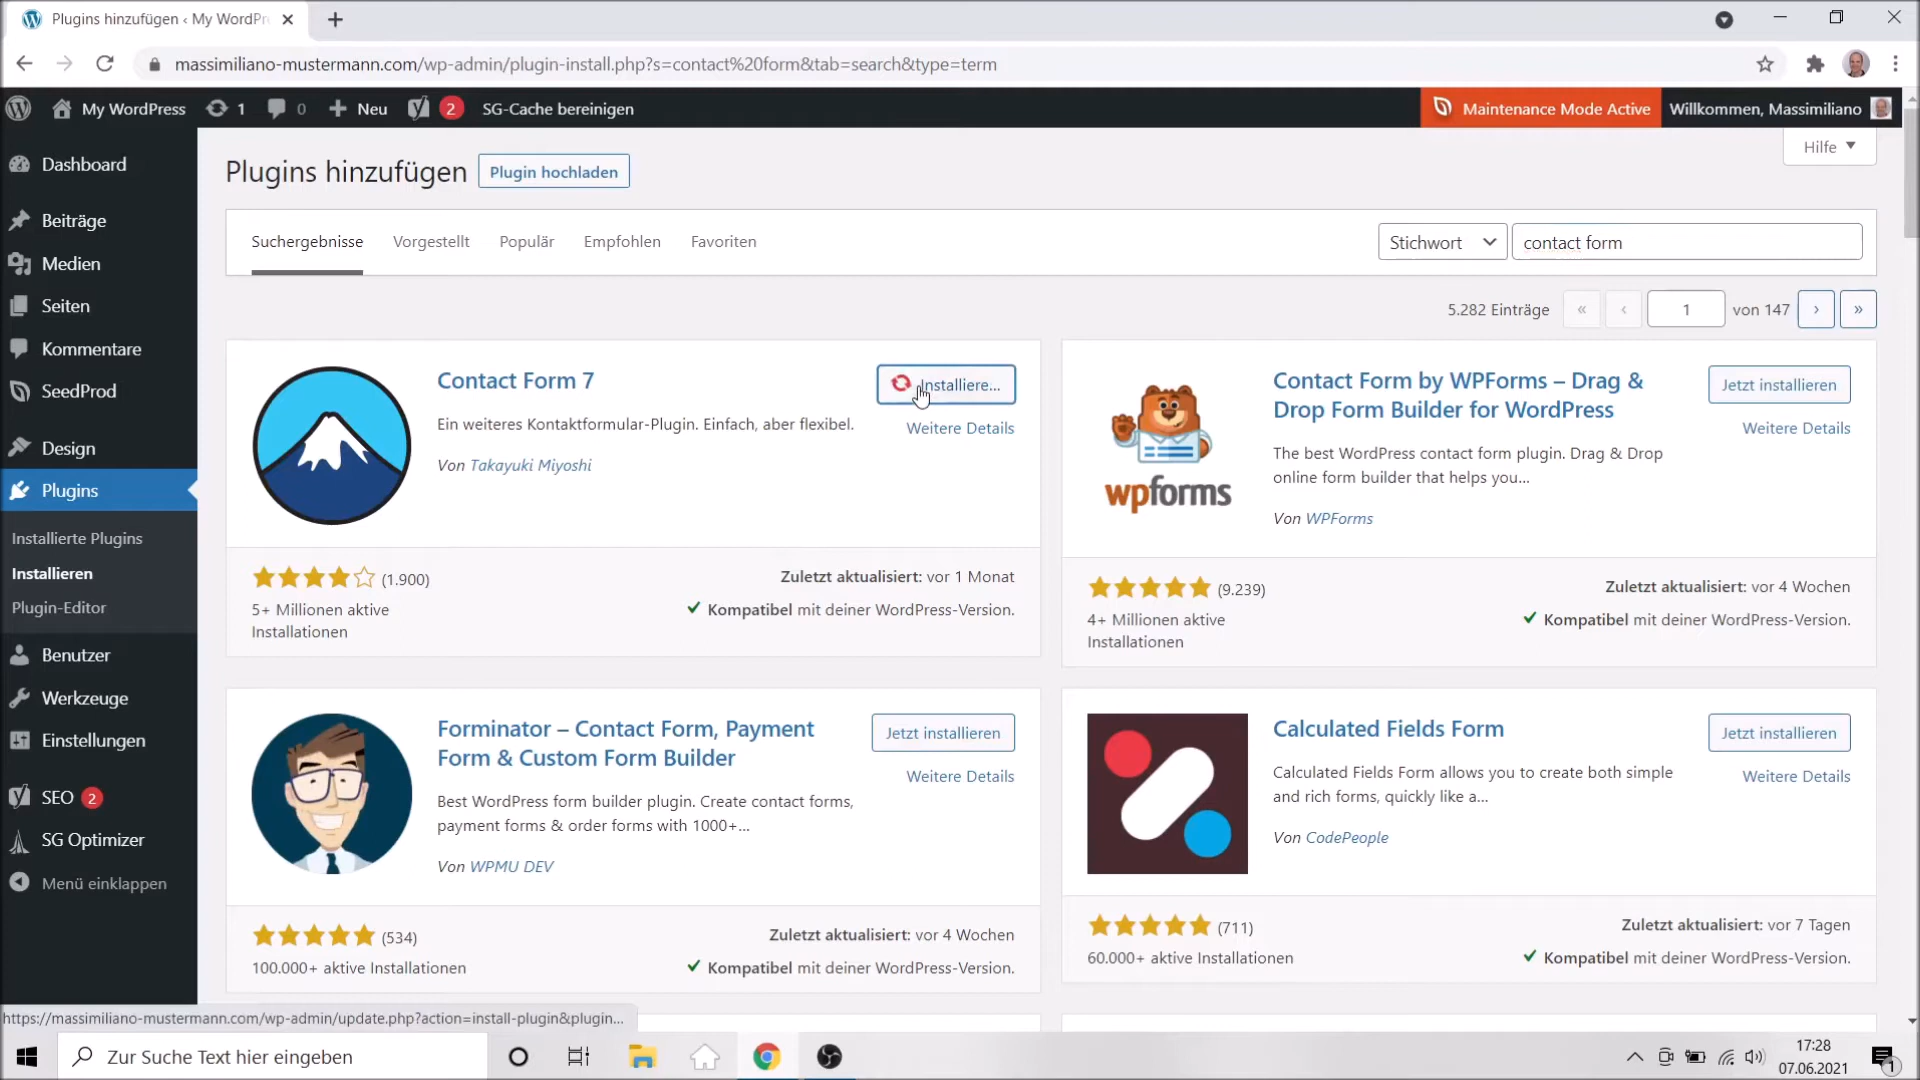 Plugins hinzufügen ‹ My WordPr
massimiliano-mustermann.com/wp-admin/plugin-install.php?s=contact%20form&tab=search&type=term
My WordPress 1 0 Neu 2 SG-Cache bereinigen Maintenance Mode Active Willkommen, Massimiliano
Dashboard
Beiträge
Medien
Seiten
Kommentare
SeedProd
Design
Plugins
Installierte Plugins
Installieren
Plugin-Editor
Benutzer
Werkzeuge
Einstellungen
SEO 2
SG Optimizer
Menü einklappen
Hilfe
Plugins hinzufügen Plugin hochladen
Suchergebnisse Vorgestellt Populär Empfohlen Favoriten Stichwort contact form
5.282 Einträge « ‹ 1 von 147 › »
Contact Form 7
Installiere...
Weitere Details
Ein weiteres Kontaktformular-Plugin. Einfach, aber flexibel.
Von Takayuki Miyoshi
(1.900)
5+ Millionen aktive
Installationen
Zuletzt aktualisiert: vor 1 Monat
Kompatibel mit deiner WordPress-Version.
wpforms
Contact Form by WPForms – Drag &
Drop Form Builder for WordPress
Jetzt installieren
Weitere Details
The best WordPress contact form plugin. Drag & Drop
online form builder that helps you...
Von WPForms
(9.239)
4+ Millionen aktive
Installationen
Zuletzt aktualisiert: vor 4 Wochen
Kompatibel mit deiner WordPress-Version.
Forminator – Contact Form, Payment
Form & Custom Form Builder
Jetzt installieren
Weitere Details
Best WordPress form builder plugin. Create contact forms,
payment forms & order forms with 1000+...
Von WPMU DEV
(534)
100.000+ aktive Installationen
Zuletzt aktualisiert: vor 4 Wochen
Kompatibel mit deiner WordPress-Version.
Calculated Fields Form
Jetzt installieren
Weitere Details
Calculated Fields Form allows you to create both simple
and rich forms, quickly like a...
Von CodePeople
(711)
60.000+ aktive Installationen
Zuletzt aktualisiert: vor 7 Tagen
Kompatibel mit deiner WordPress-Version.
https://massimiliano-mustermann.com/wp-admin/update.php?action=install-plugin&plugin...
Zur Suche Text hier eingeben
17:28
07.06.2021
1